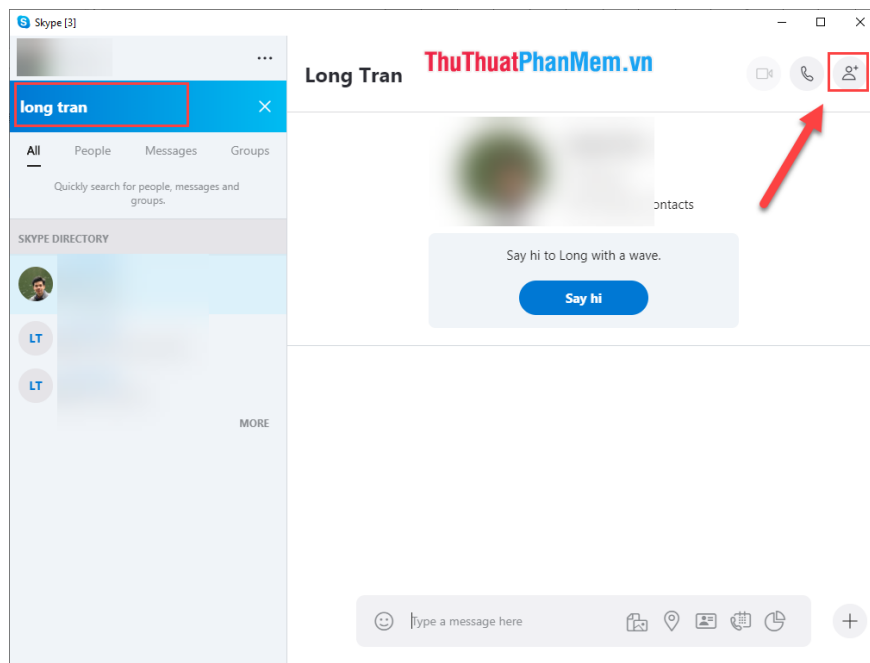 Skype [3]
...
long tran
All People Messages Groups
Quickly search for people, messages and
groups.
SKYPE DIRECTORY
LT
LT
MORE
Long Tran
ThuThuatPhanMem.vn
Say hi to Long with a wave.
Say hi
Type a message here